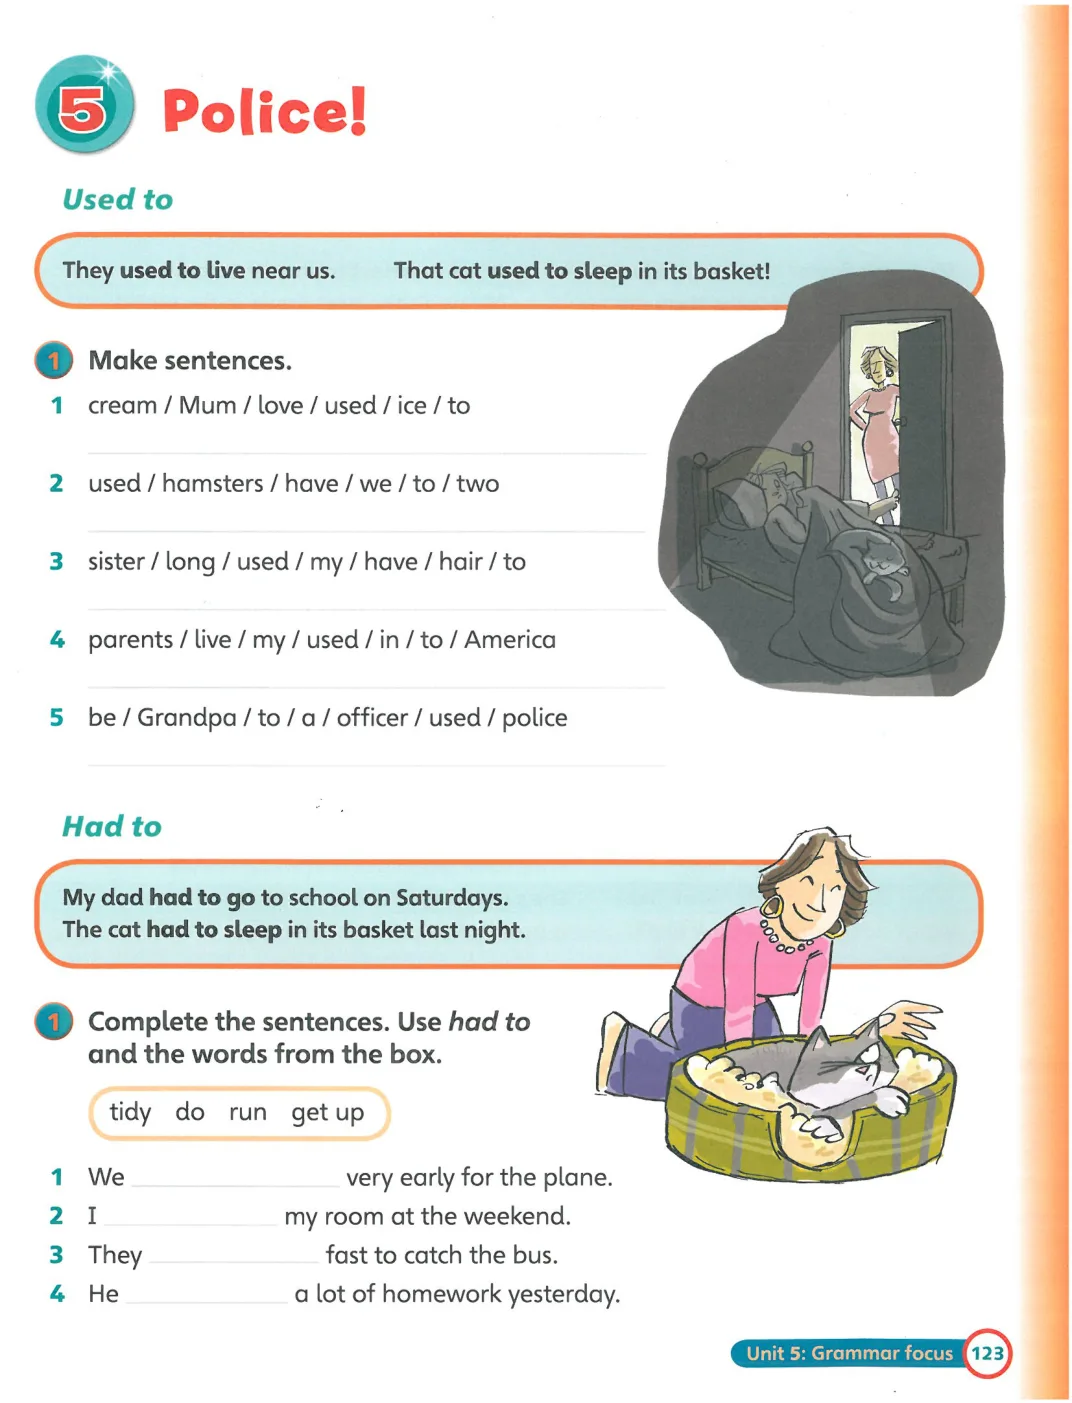 5 Police!
Used to
They used to live near us. That cat used to sleep in its basket!
1 Make sentences.
1 cream / Mum / love / used / ice / to
2 used / hamsters / have / we / to / two
3 sister / long / used / my / have / hair / to
4 parents / live / my / used / in / to / America
5 be / Grandpa / to / a / officer / used / police
Had to
My dad had to go to school on Saturdays.
The cat had to sleep in its basket last night.
1 Complete the sentences. Use had to
and the words from the box.
tidy do run get up
1 We very early for the plane.
2 I my room at the weekend.
3 They fast to catch the bus.
4 He a lot of homework yesterday.
Unit 5: Grammar focus 123